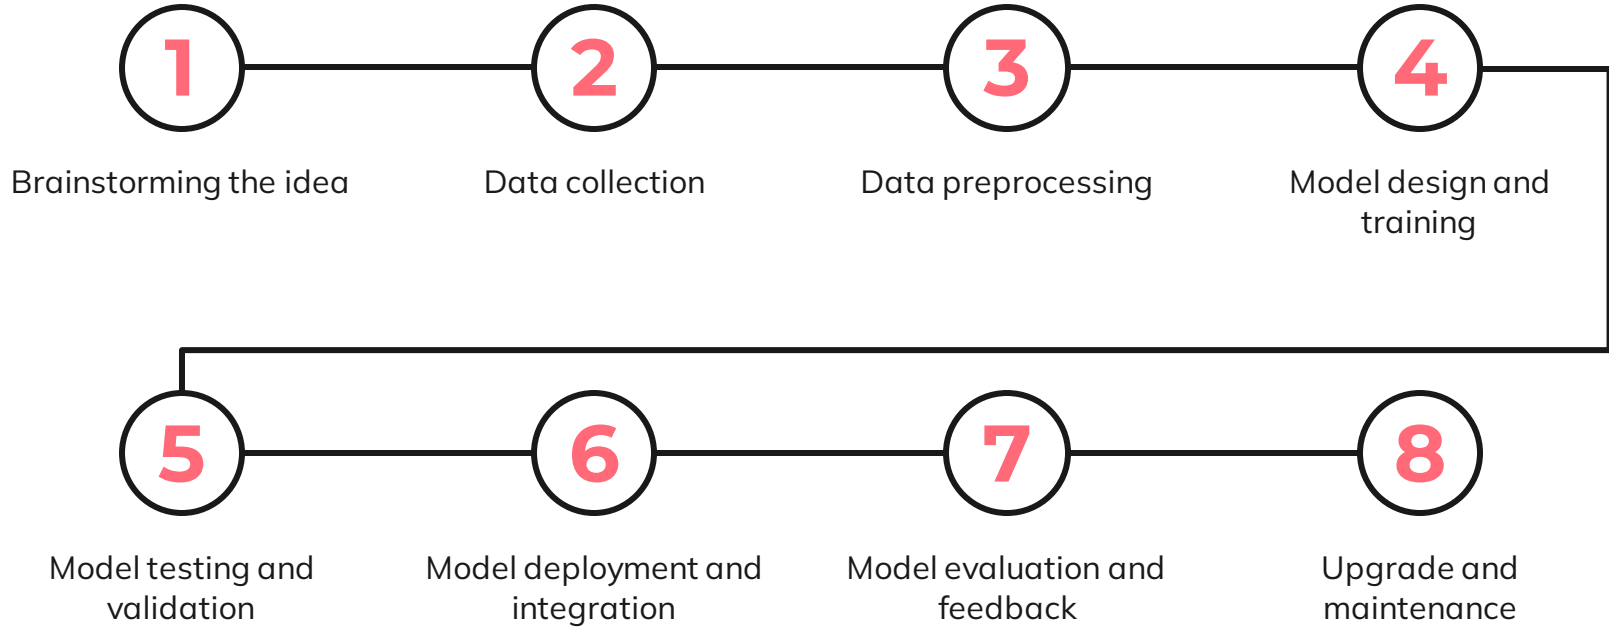 1
2
3
4
Brainstorming the idea
Data collection
Data preprocessing
Model design and
training
5
6
7
8
Model testing and
validation
Model deployment and
integration
Model evaluation and
feedback
Upgrade and
maintenance